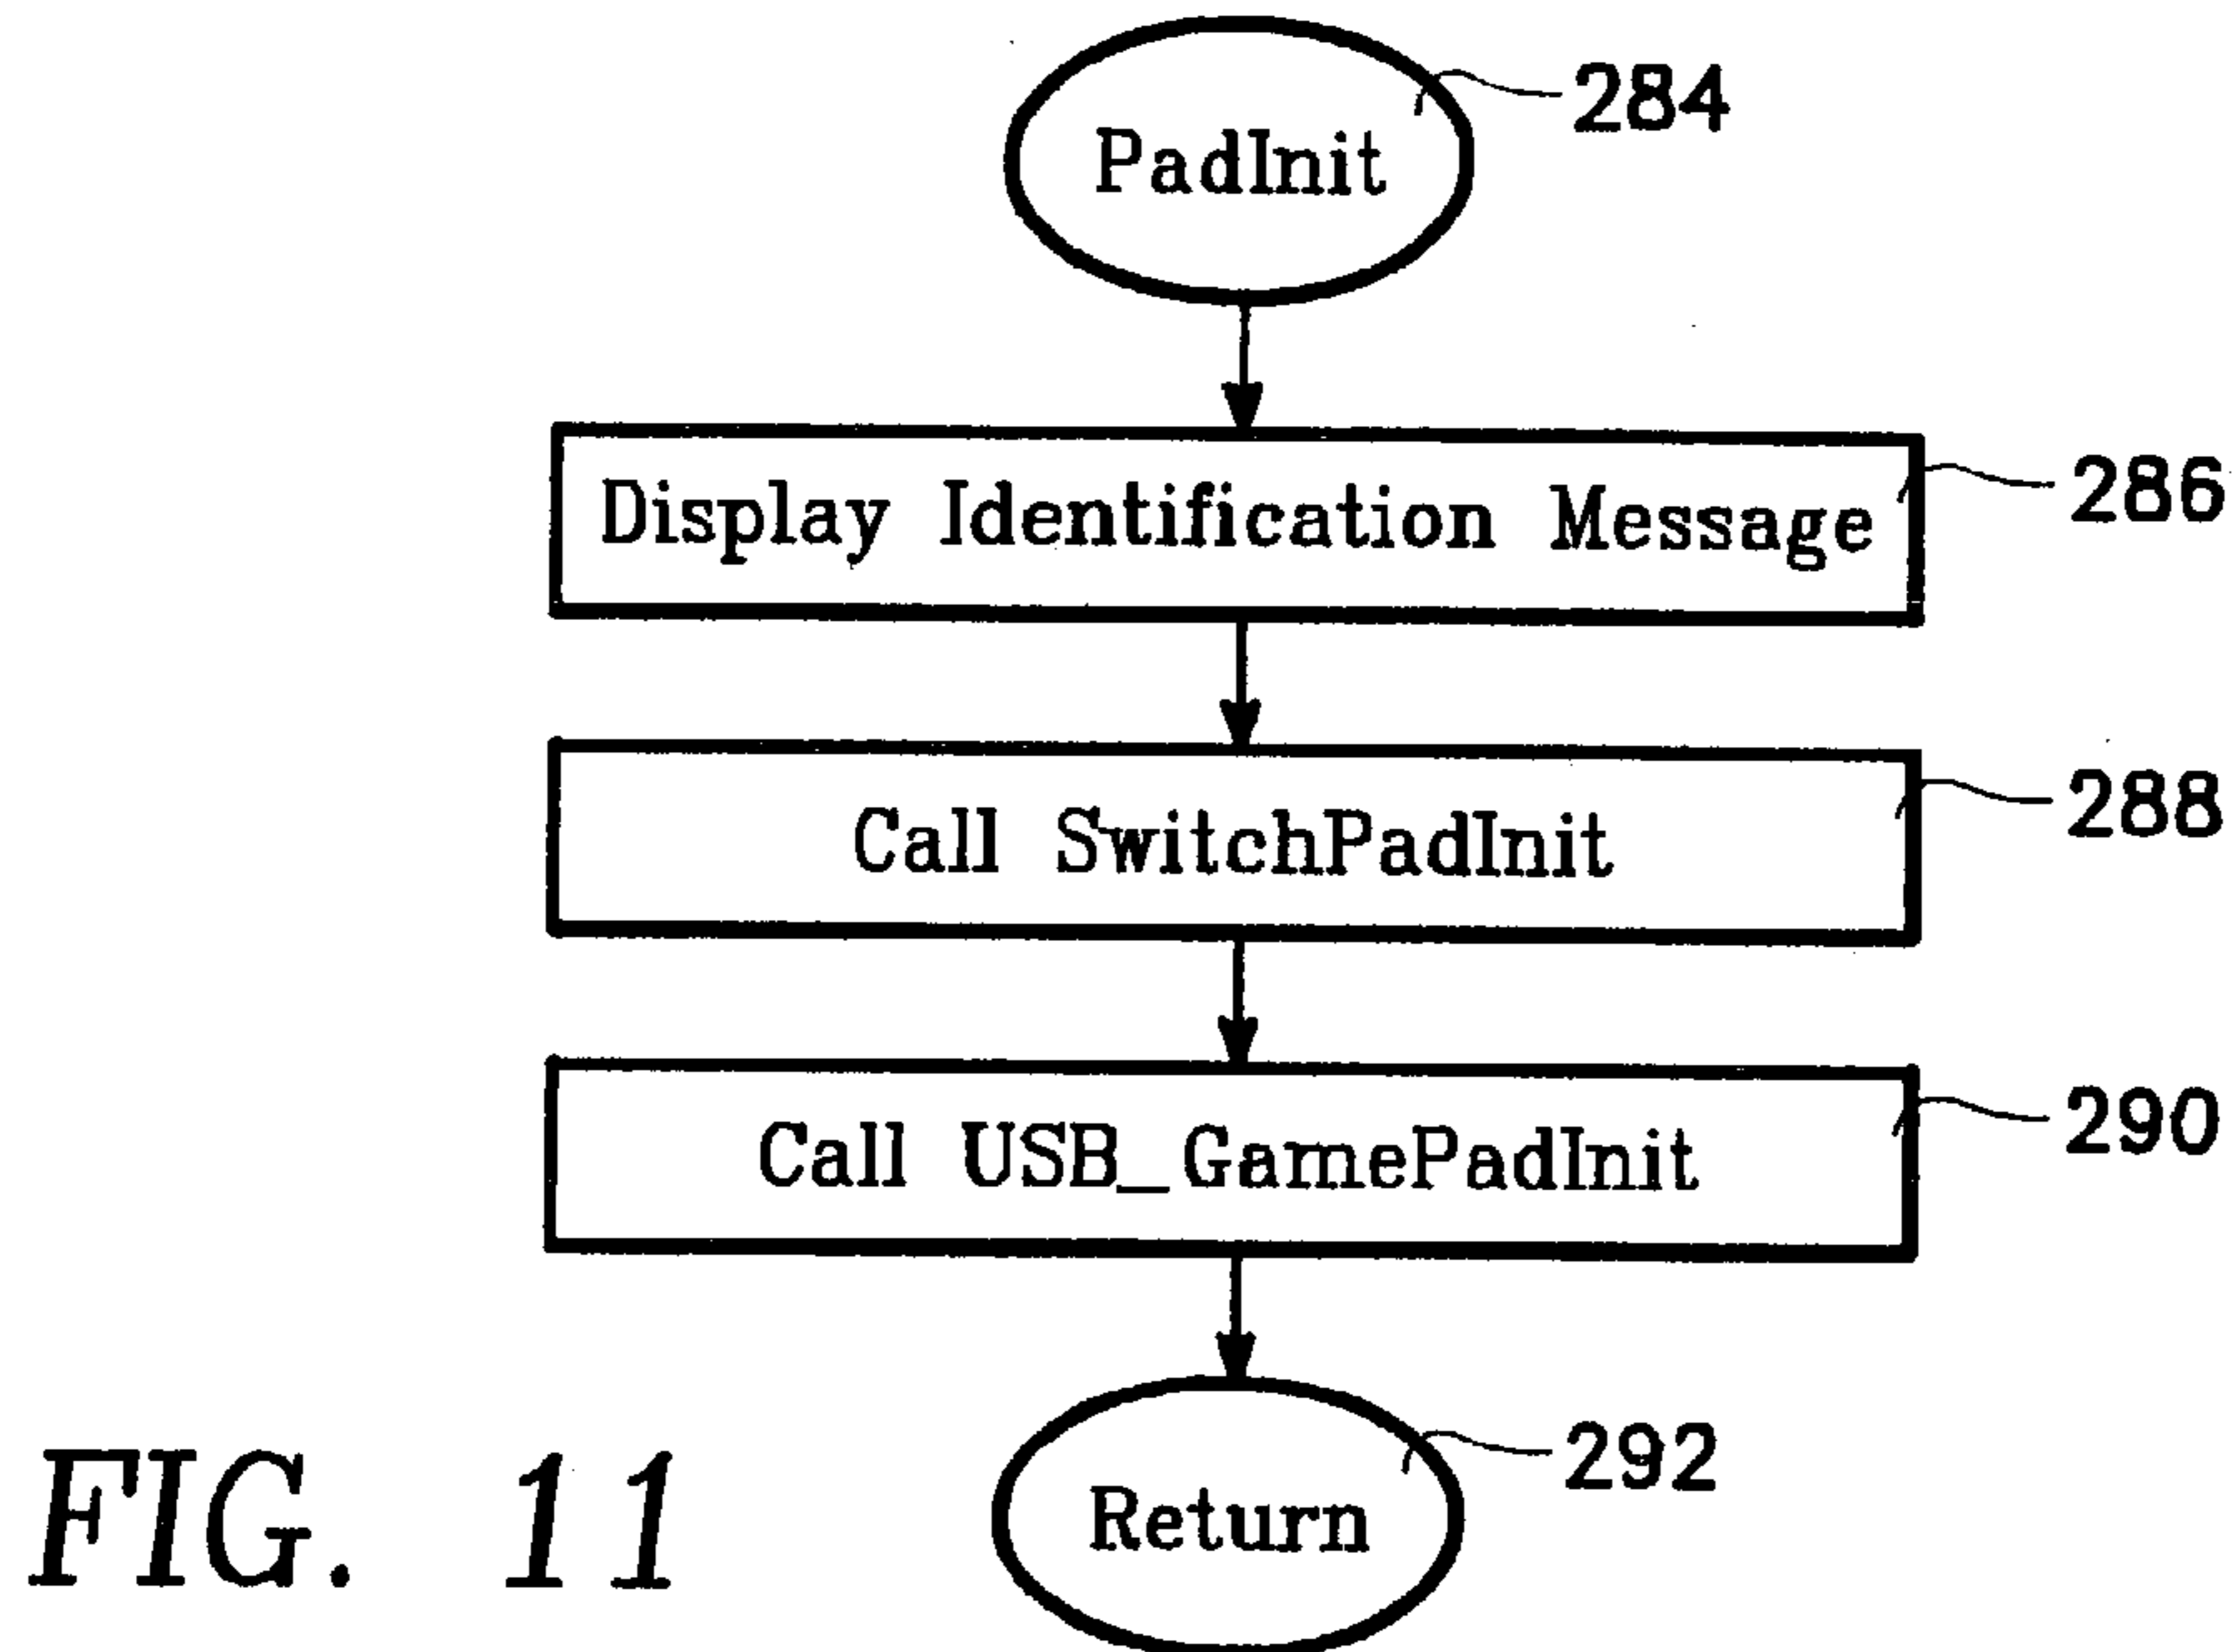 284
PadInit
286
Display Identification Message
288
Call SwitchPadInit
290
Call USB_GamePadInit
292
Return
FIG. 11